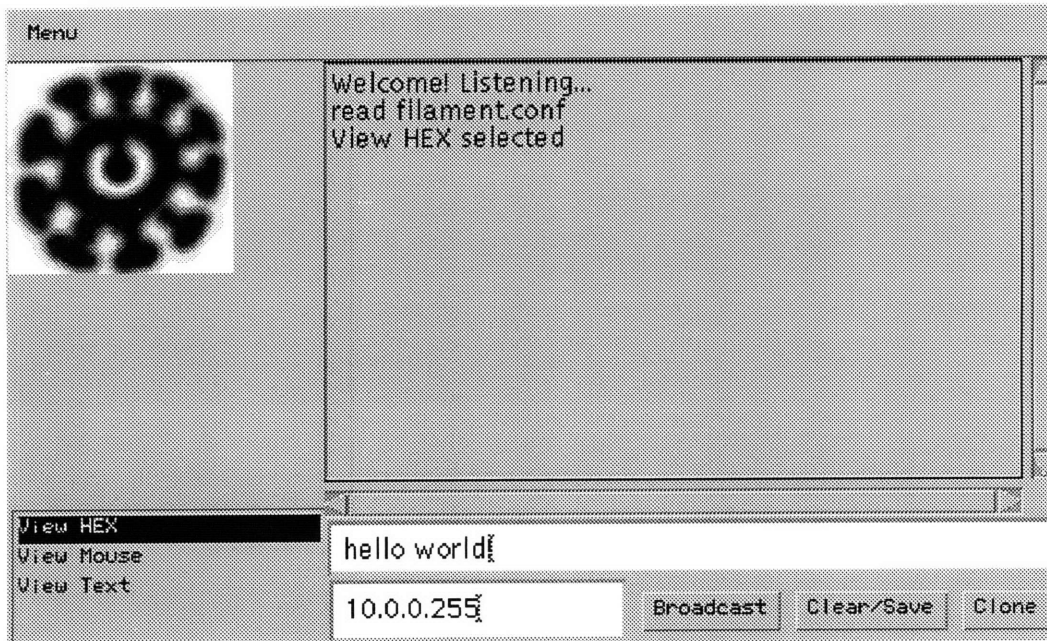 Menu
Welcome! Listening...
read filament.conf
View HEX selected
View HEX
View Mouse
View Text
hello world
10.0.0.255
Broadcast
Clear/Save
Clone